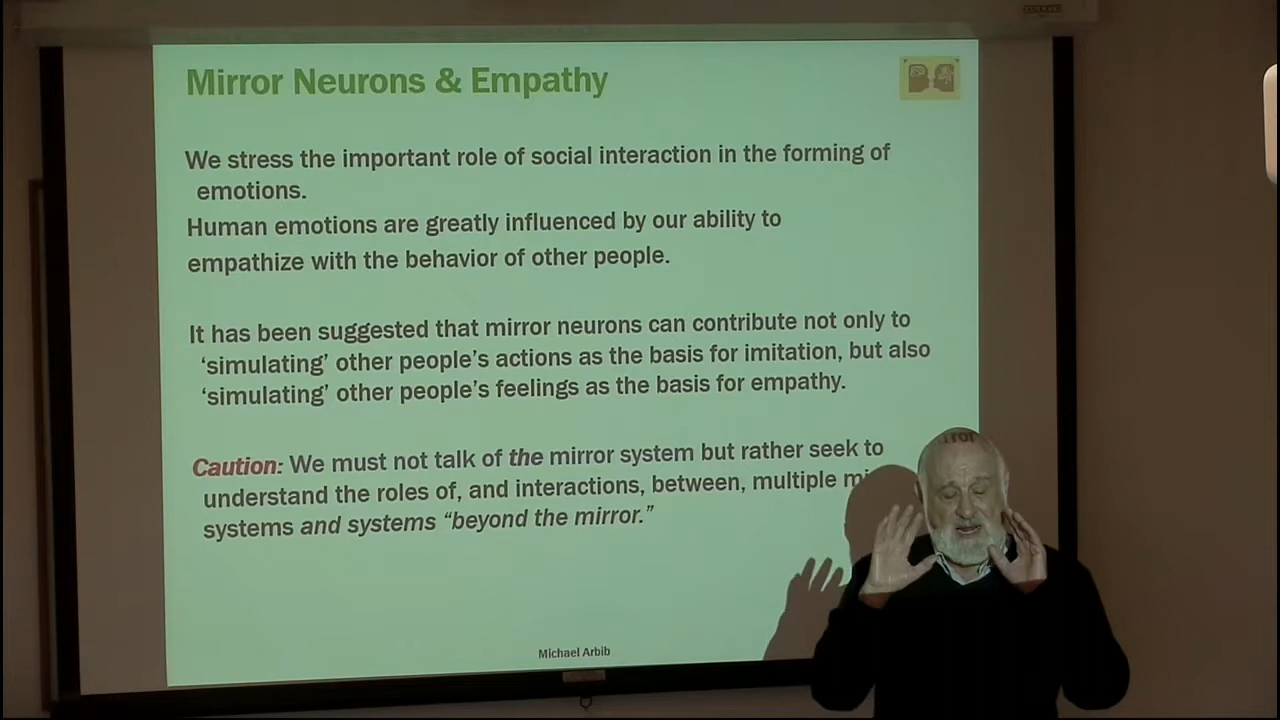 Mirror Neurons & Empathy
We stress the important role of social interaction in the forming of
emotions.
Human emotions are greatly influenced by our ability to
empathize with the behavior of other people.
It has been suggested that mirror neurons can contribute not only to
‘simulating’ other people’s actions as the basis for imitation, but also
‘simulating’ other people’s feelings as the basis for empathy.
Caution: We must not talk of the mirror system but rather seek to
understand the roles of, and interactions, between, multiple
systems and systems “beyond the mirror.”
Michael Arbib